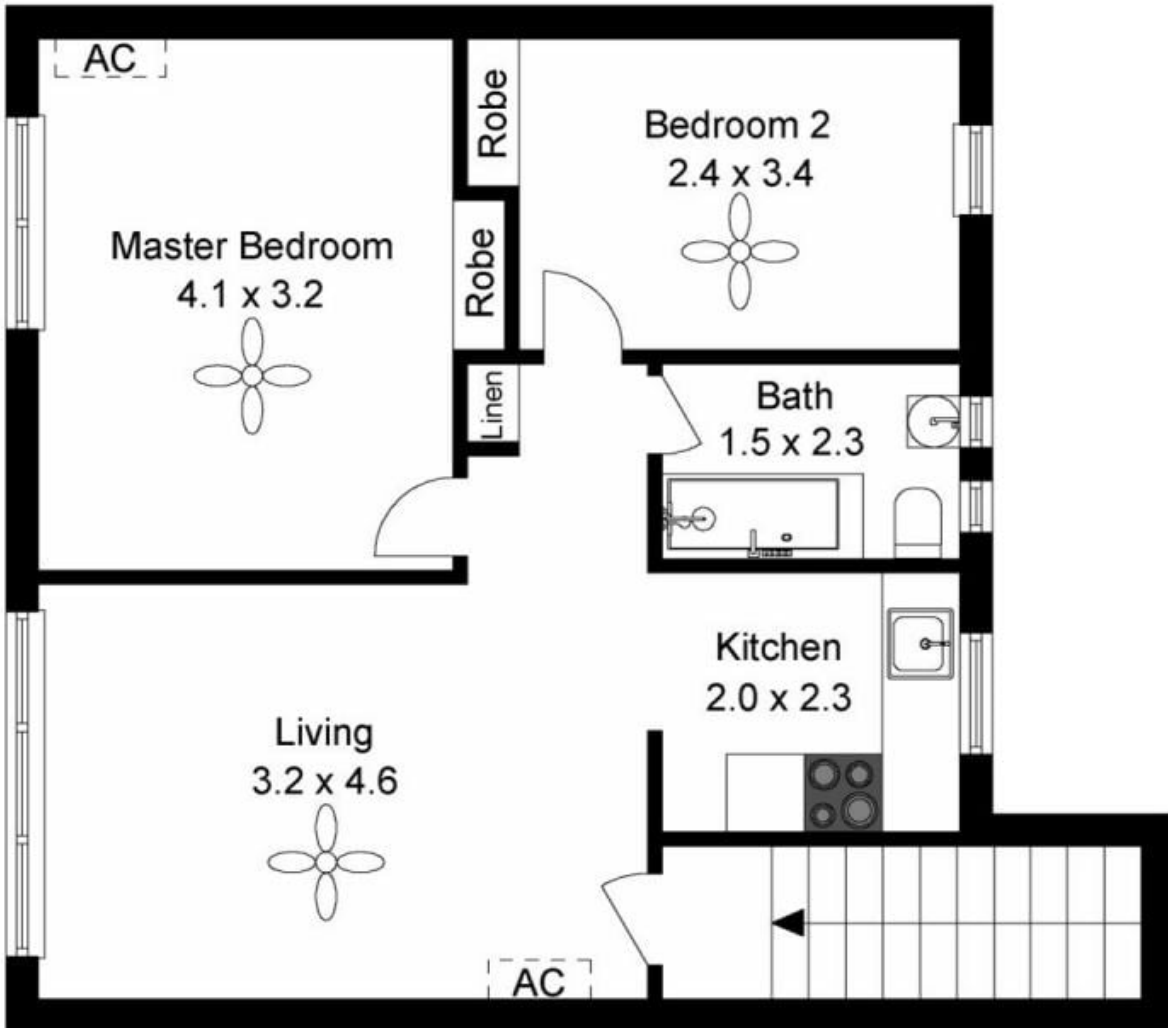 AC
Robe
Bedroom 2
2.4 x 3.4
Master Bedroom
4.1 x 3.2
Robe
Linen
Bath
1.5 x 2.3
Kitchen
2.0 x 2.3
Living
3.2 x 4.6
AC